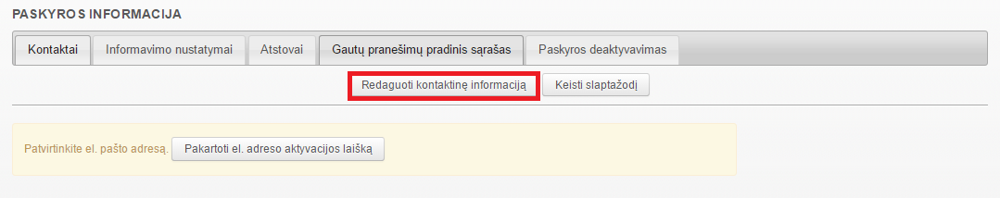 PASKYROS INFORMACIJA
Kontaktai Informavimo nustatymai Atstovai Gautų pranešimų pradinis sąrašas Paskyros deaktyvavimas
Redaguoti kontaktinę informaciją Keisti slaptažodį
Patvirtinkite el. pašto adresą. Pakartoti el. adreso aktyvacijos laišką